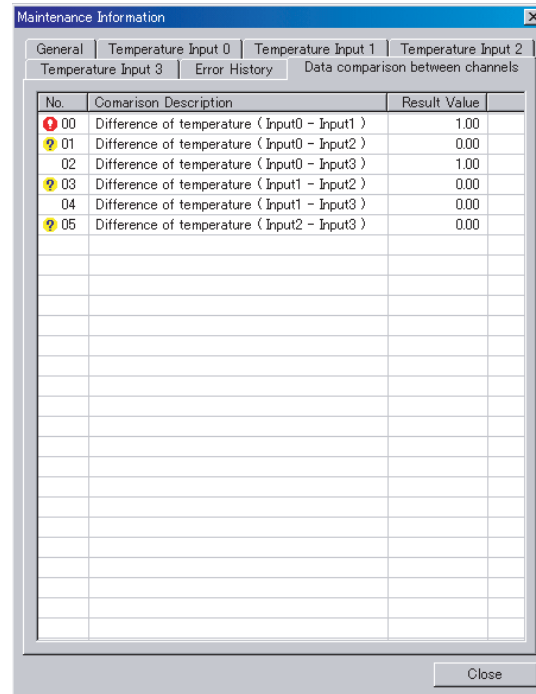 Maintenance Information
General Temperature Input 0 Temperature Input 1 Temperature Input 2
Temperature Input 3 Error History Data comparison between channels
No. Comarison Description Result Value
00 Difference of temperature ( Input0 - Input1 ) 1.00
? 01 Difference of temperature ( Input0 - Input2 ) 0.00
02 Difference of temperature ( Input0 - Input3 ) 1.00
? 03 Difference of temperature ( Input1 - Input2 ) 0.00
04 Difference of temperature ( Input1 - Input3 ) 0.00
? 05 Difference of temperature ( Input2 - Input3 ) 0.00
Close